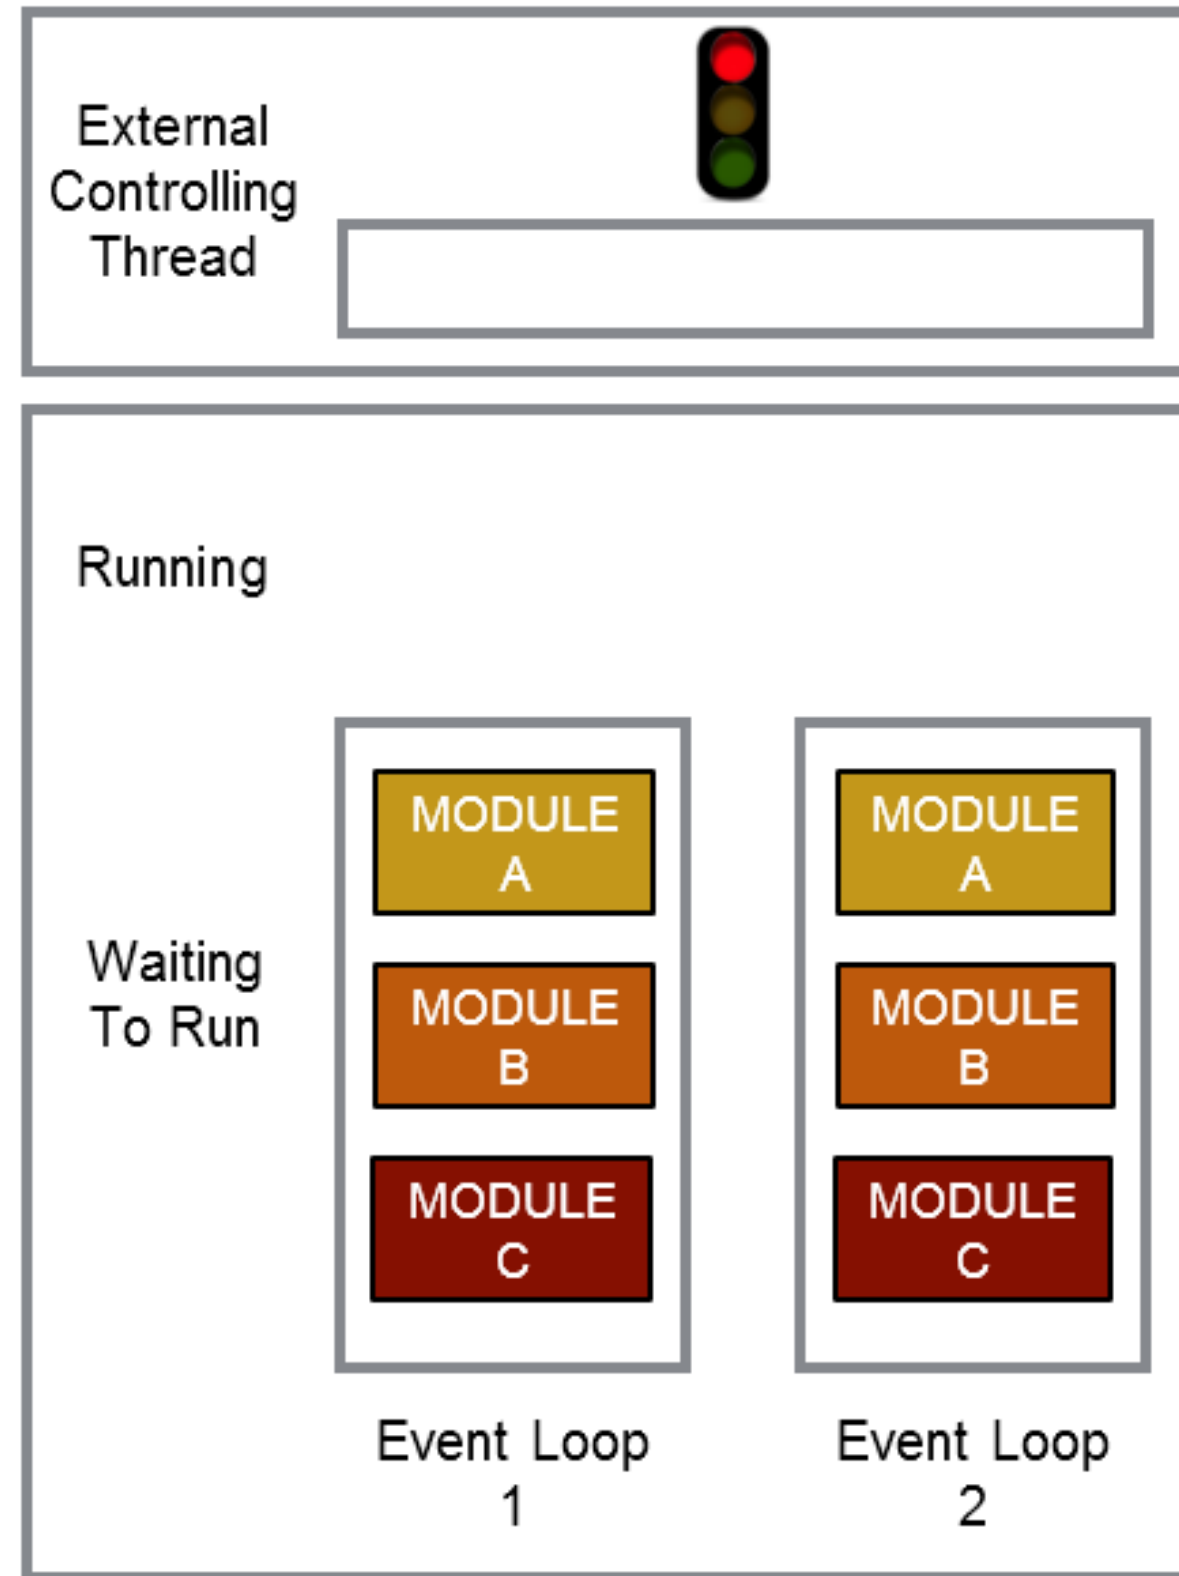 External
Controlling
Thread
Running
Waiting
To Run
MODULE
A
MODULE
B
MODULE
C
Event Loop
1
MODULE
A
MODULE
B
MODULE
C
Event Loop
2